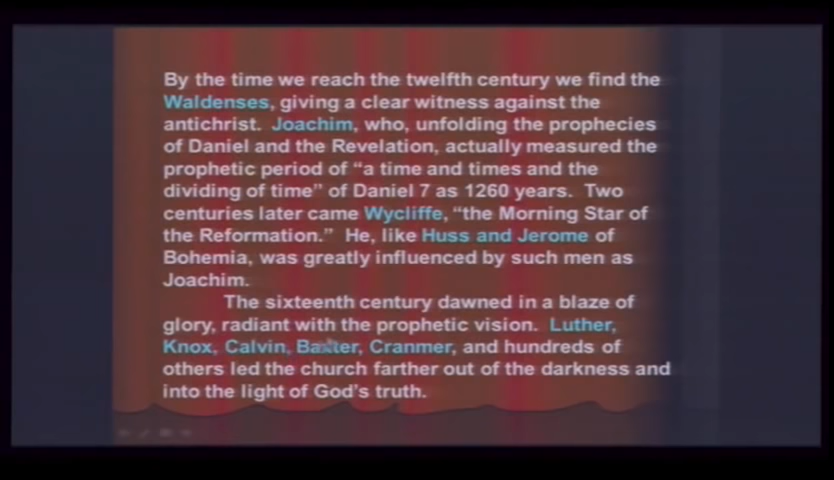 By the time we reach the twelfth century we find the
Waldenses, giving a clear witness against the
antichrist. Joachim, who, unfolding the prophecies
of Daniel and the Revelation, actually measured the
prophetic period of “a time and times and the
dividing of time” of Daniel 7 as 1260 years. Two
centuries later came Wycliffe, “the Morning Star of
the Reformation.” He, like Huss and Jerome of
Bohemia, was greatly influenced by such men as
Joachim.
The sixteenth century dawned in a blaze of
glory, radiant with the prophetic vision. Luther,
Knox, Calvin, Baxter, Cranmer, and hundreds of
others led the church farther out of the darkness and
into the light of God’s truth.